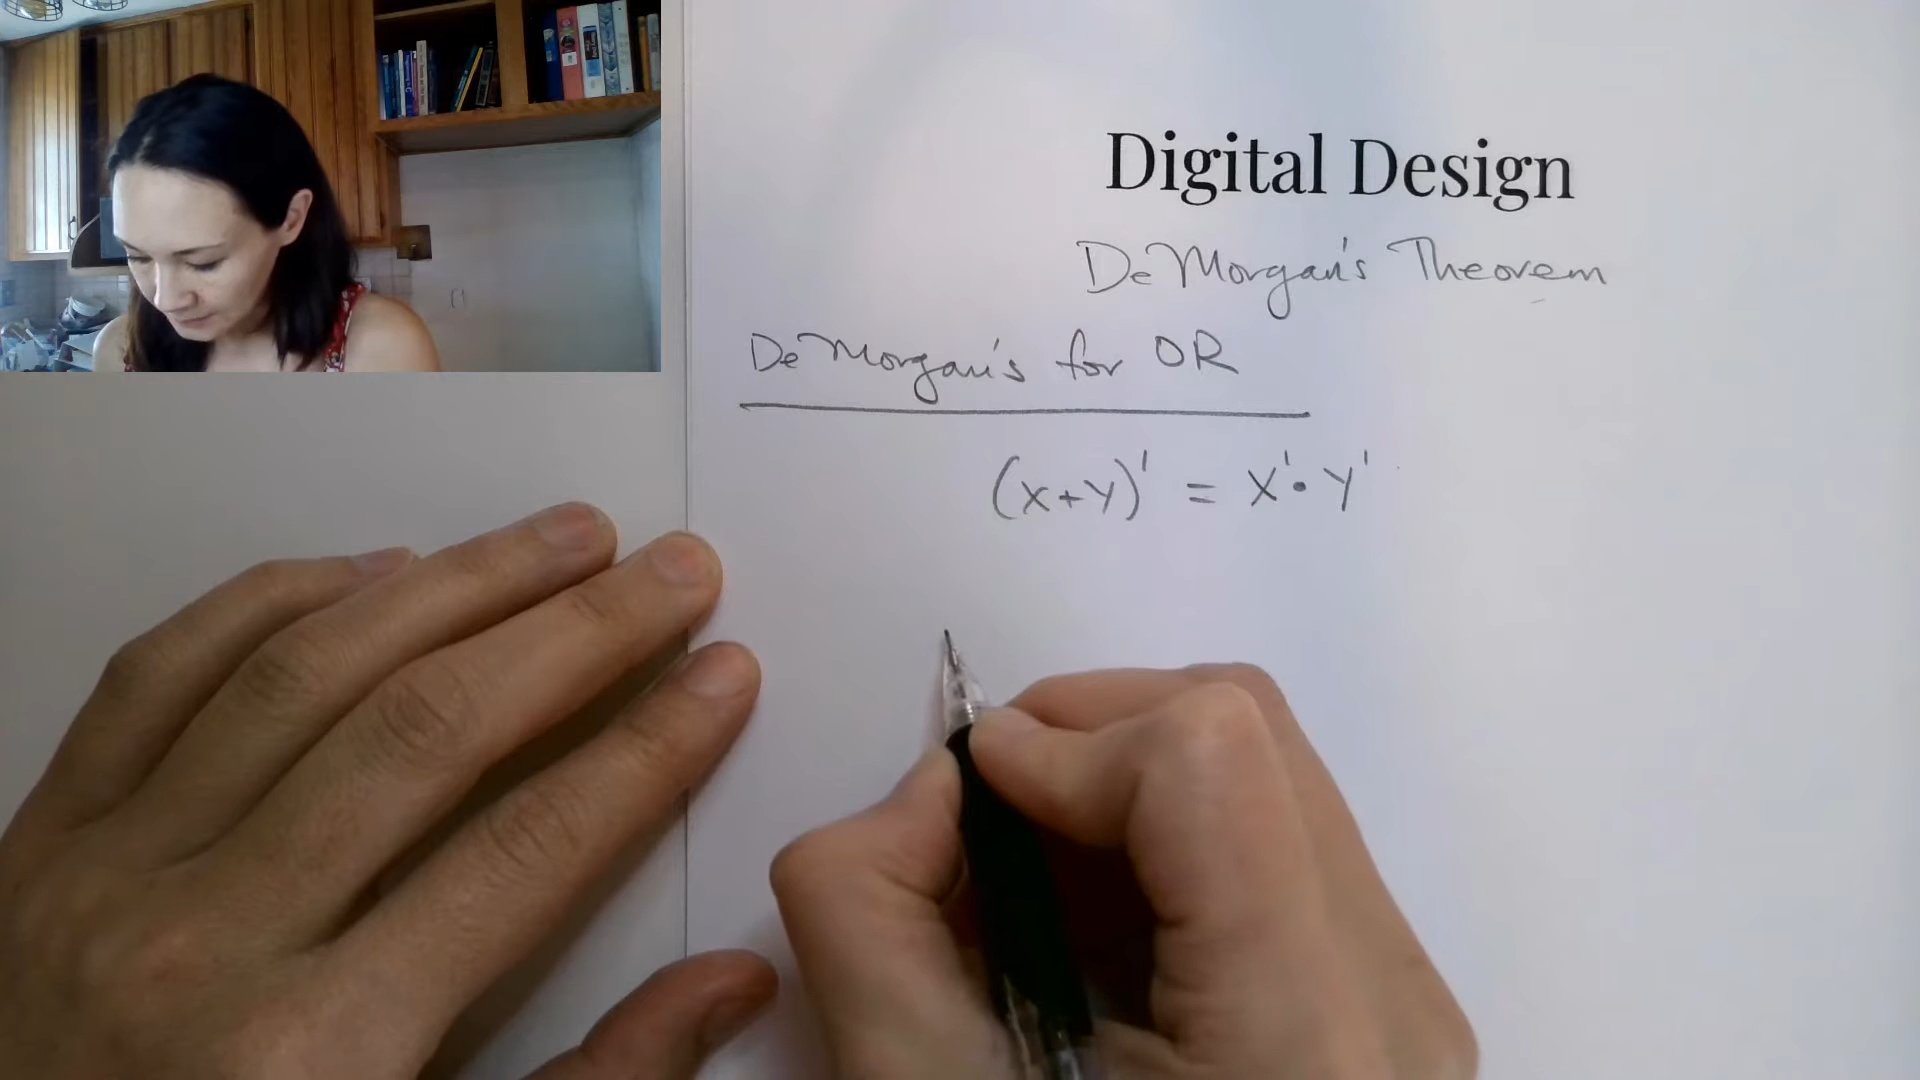 Digital Design
DeMorgan's Theorem
DeMorgan's for OR
(x+y)' = x'•y'